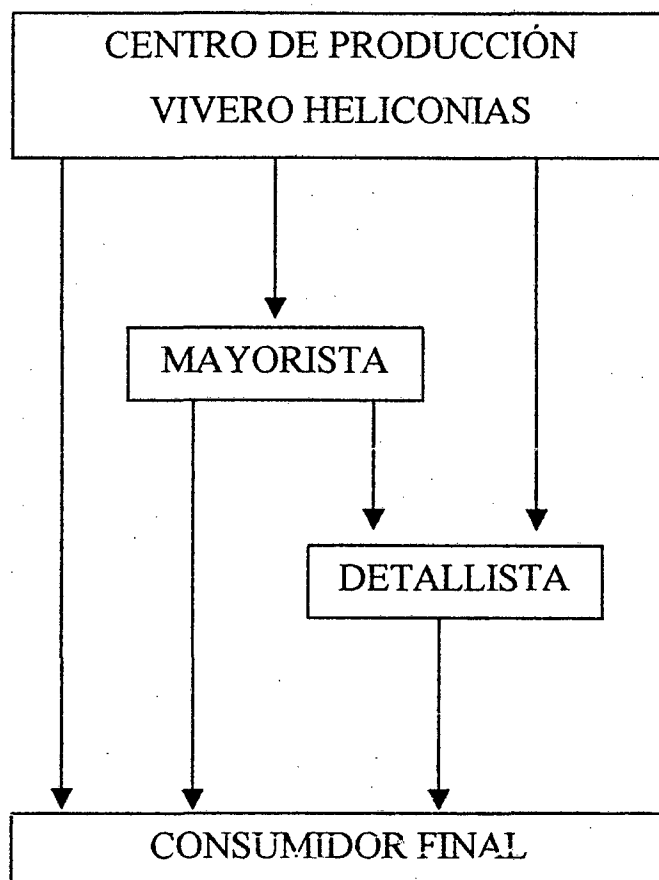 CENTRO DE PRODUCCIÓN
VIVERO HELICONIAS
MAYORISTA
DETALLISTA
CONSUMIDOR FINAL